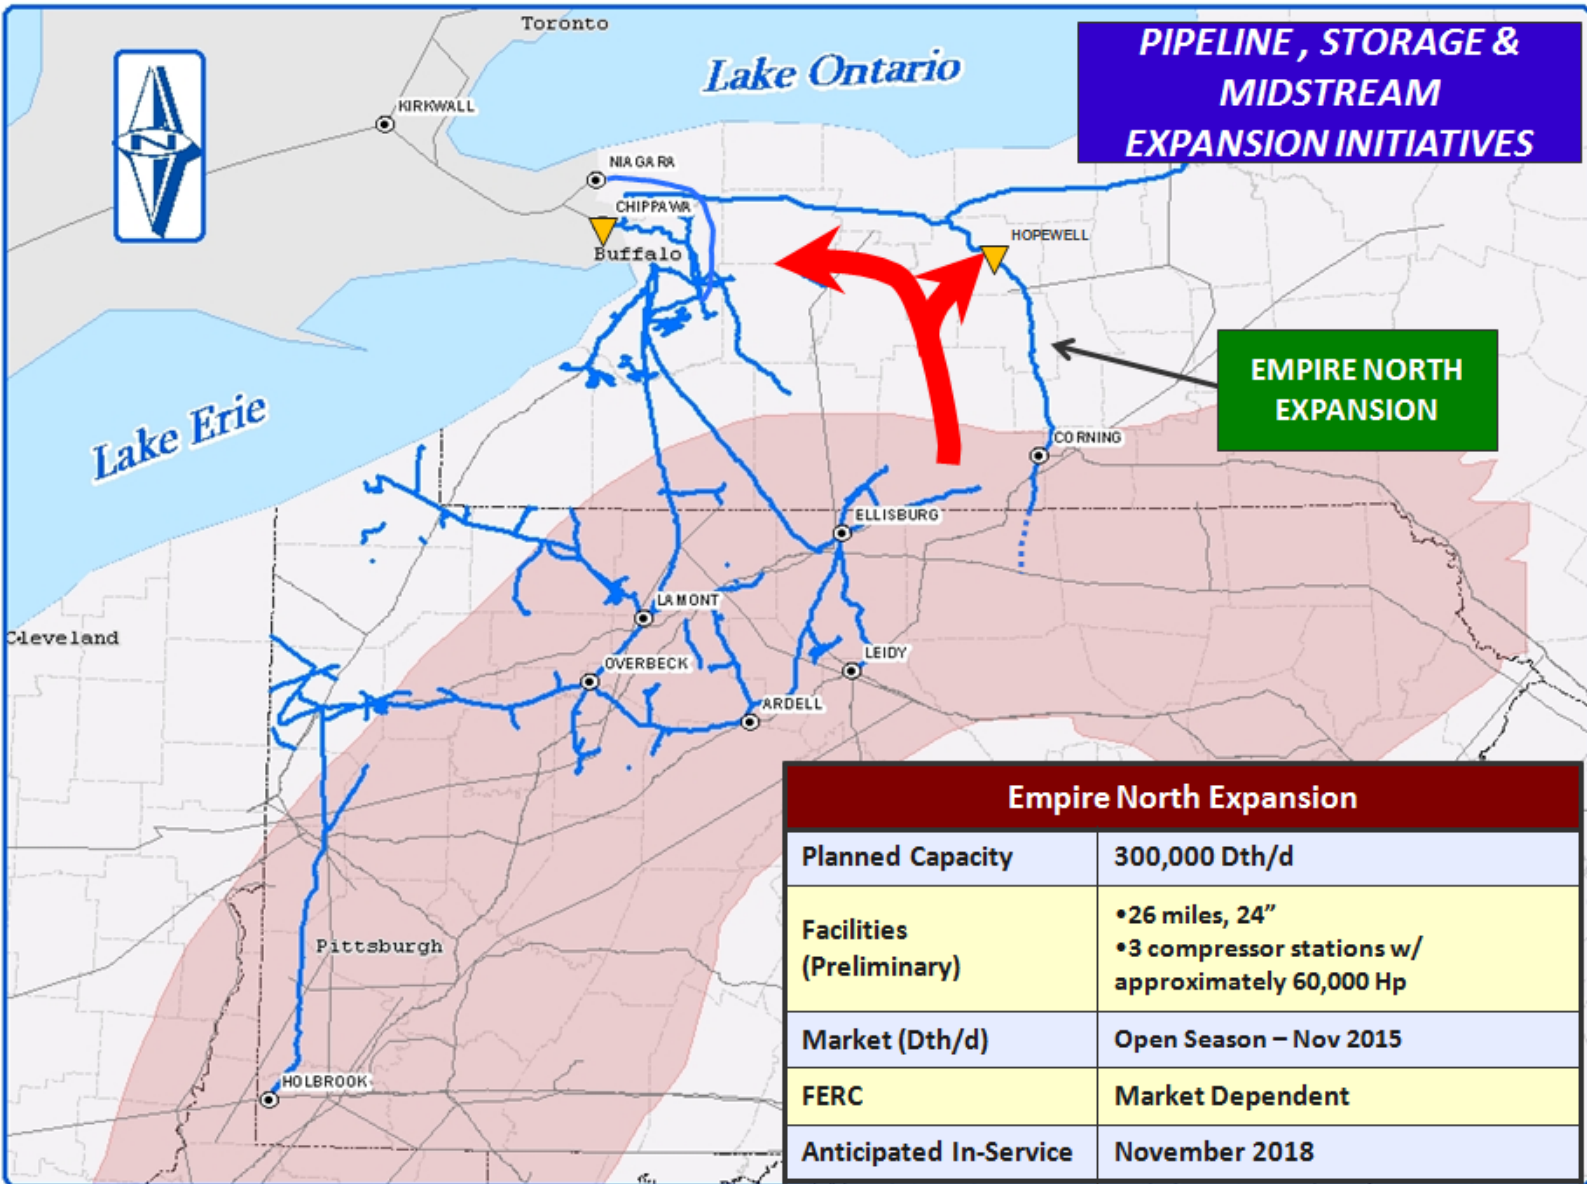 Toronto
Lake Ontario
PIPELINE , STORAGE &
MIDSTREAM
EXPANSION INITIATIVES
N
KIRKWALL
NIAGARA
CHIPPAWA
Buffalo
HOPEWELL
EMPIRE NORTH
EXPANSION
Lake Erie
CORNING
ELLISBURG
LAMONT
Cleveland
OVERBECK
LEIDY
ARDELL
Pittsburgh
HOLBROOK
Empire North Expansion
Planned Capacity 300,000 Dth/d
Facilities
(Preliminary)
•26 miles, 24”
•3 compressor stations w/
approximately 60,000 Hp
Market (Dth/d) Open Season – Nov 2015
FERC Market Dependent
Anticipated In-Service November 2018